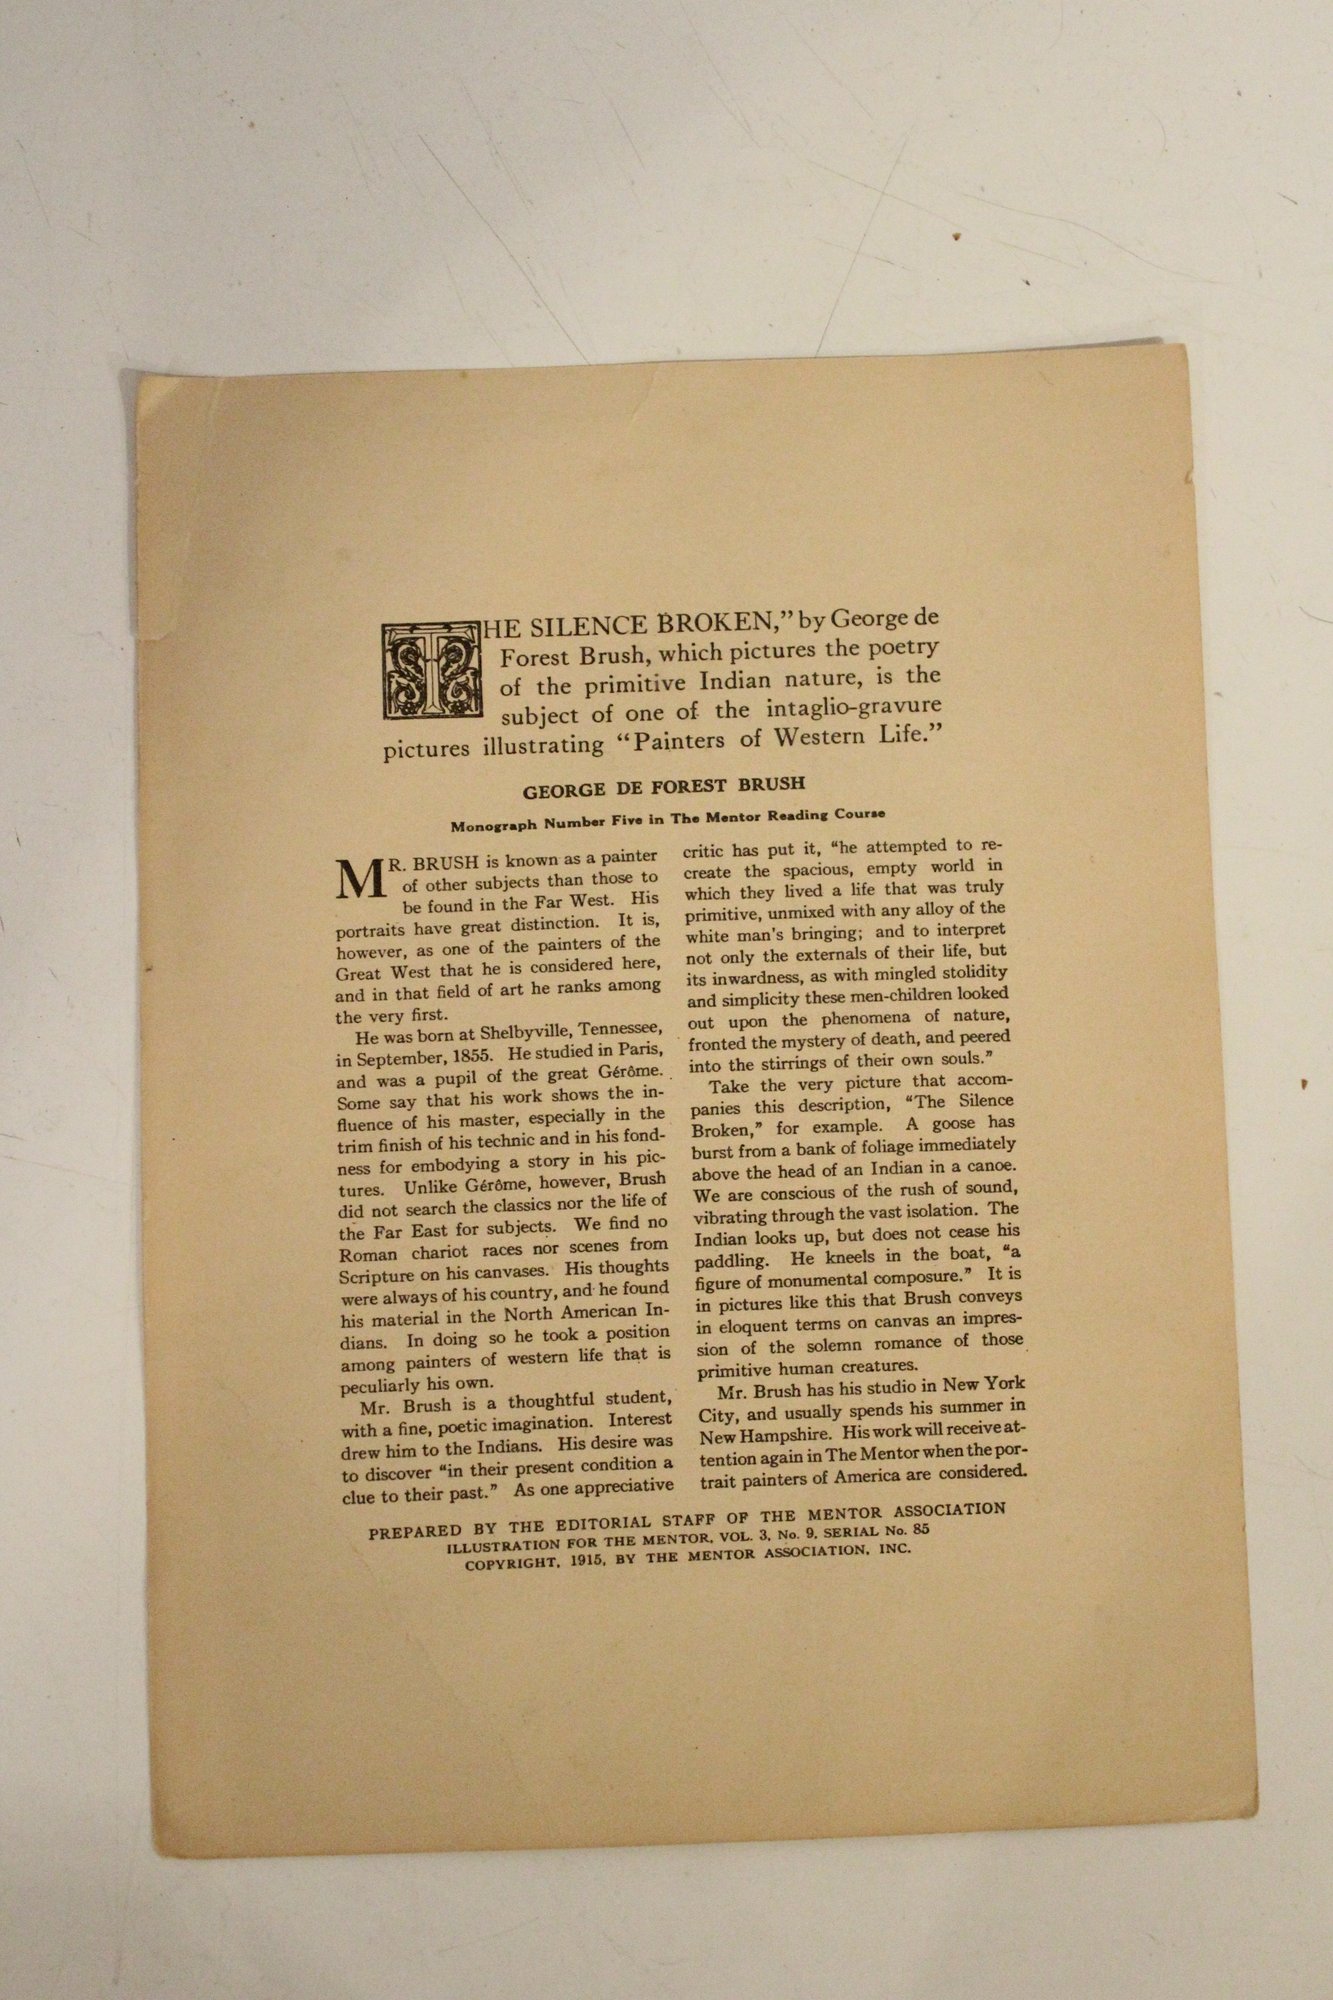 THE SILENCE BROKEN,” by George de
Forest Brush, which pictures the poetry
of the primitive Indian nature, is the
subject of one of the intaglio-gravure
pictures illustrating “Painters of Western Life.”
GEORGE DE FOREST BRUSH
Monograph Number Five in The Mentor Reading Course
MR. BRUSH is known as a painter
of other subjects than those to
be found in the Far West. His
portraits have great distinction. It is,
however, as one of the painters of the
Great West that he is considered here,
and in that field of art he ranks among
the very first.
He was born at Shelbyville, Tennessee,
in September, 1855. He studied in Paris,
and was a pupil of the great Gérôme.
Some say that his work shows the in-
fluence of his master, especially in the
trim finish of his technic and in his fond-
ness for embodying a story in his pic-
tures. Unlike Gérôme, however, Brush
did not search the classics nor the life of
the Far East for subjects. We find no
Roman chariot races nor scenes from
Scripture on his canvases. His thoughts
were always of his country, and he found
his material in the North American In-
dians. In doing so he took a position
among painters of western life that is
peculiarly his own.
Mr. Brush is a thoughtful student,
with a fine, poetic imagination. Interest
drew him to the Indians. His desire was
to discover “in their present condition a
clue to their past.” As one appreciative
critic has put it, “he attempted to re-
create the spacious, empty world in
which they lived a life that was truly
primitive, unmixed with any alloy of the
white man's bringing; and to interpret
not only the externals of their life, but
its inwardness, as with mingled stolidity
and simplicity these men-children looked
out upon the phenomena of nature,
fronted the mystery of death, and peered
into the stirrings of their own souls.”
Take the very picture that accom-
panies this description, “The Silence
Broken,” for example. A goose has
burst from a bank of foliage immediately
above the head of an Indian in a canoe.
We are conscious of the rush of sound,
vibrating through the vast isolation. The
Indian looks up, but does not cease his
paddling. He kneels in the boat, “a
figure of monumental composure.” It is
in pictures like this that Brush conveys
in eloquent terms on canvas an impres-
sion of the solemn romance of those
primitive human creatures.
Mr. Brush has his studio in New York
City, and usually spends his summer in
New Hampshire. His work will receive at-
tention again in The Mentor when the por-
trait painters of America are considered.
PREPARED BY THE EDITORIAL STAFF OF THE MENTOR ASSOCIATION
ILLUSTRATION FOR THE MENTOR, VOL. 3, No. 9, SERIAL No. 85
COPYRIGHT, 1915, BY THE MENTOR ASSOCIATION, INC.